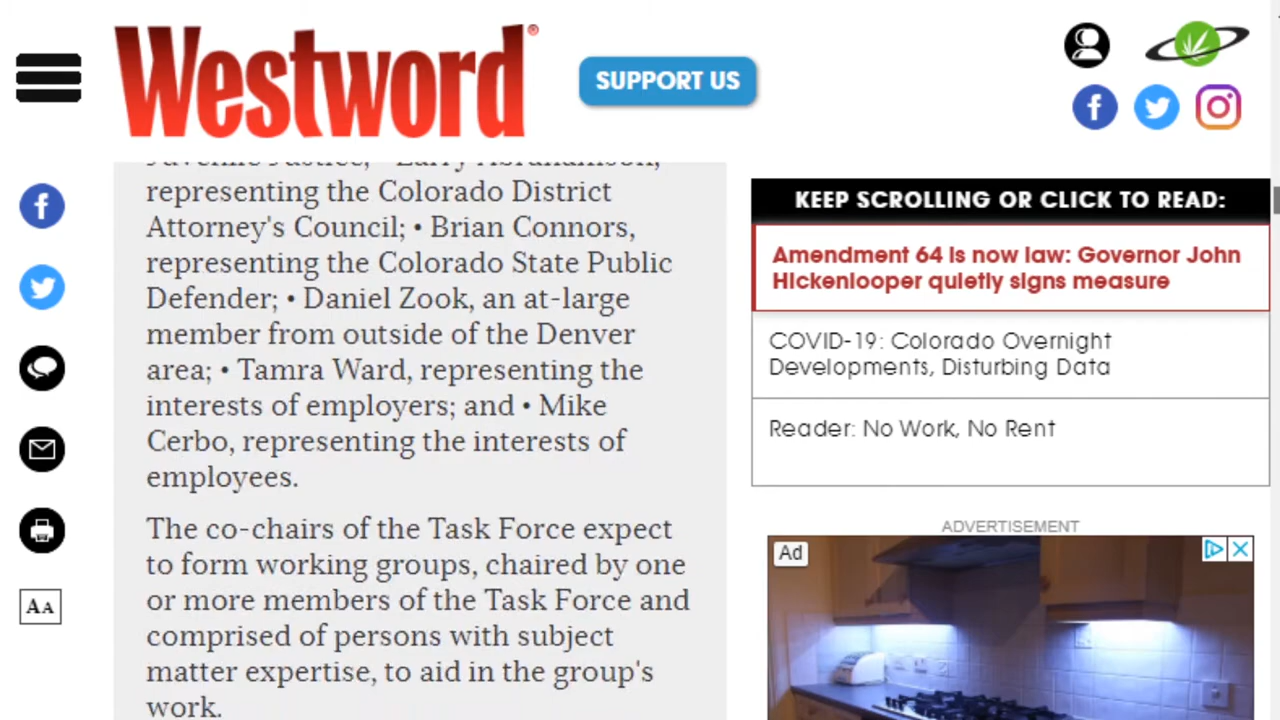 Westword®
SUPPORT US
Juvenile Justice; • Larry Abrahamson,
representing the Colorado District
Attorney's Council; • Brian Connors,
representing the Colorado State Public
Defender; • Daniel Zook, an at-large
member from outside of the Denver
area; • Tamra Ward, representing the
interests of employers; and • Mike
Cerbo, representing the interests of
employees.
The co-chairs of the Task Force expect
to form working groups, chaired by one
or more members of the Task Force and
comprised of persons with subject
matter expertise, to aid in the group's
work.
AA
KEEP SCROLLING OR CLICK TO READ:
Amendment 64 is now law: Governor John
Hickenlooper quietly signs measure
COVID-19: Colorado Overnight
Developments, Disturbing Data
Reader: No Work, No Rent
ADVERTISEMENT
Ad